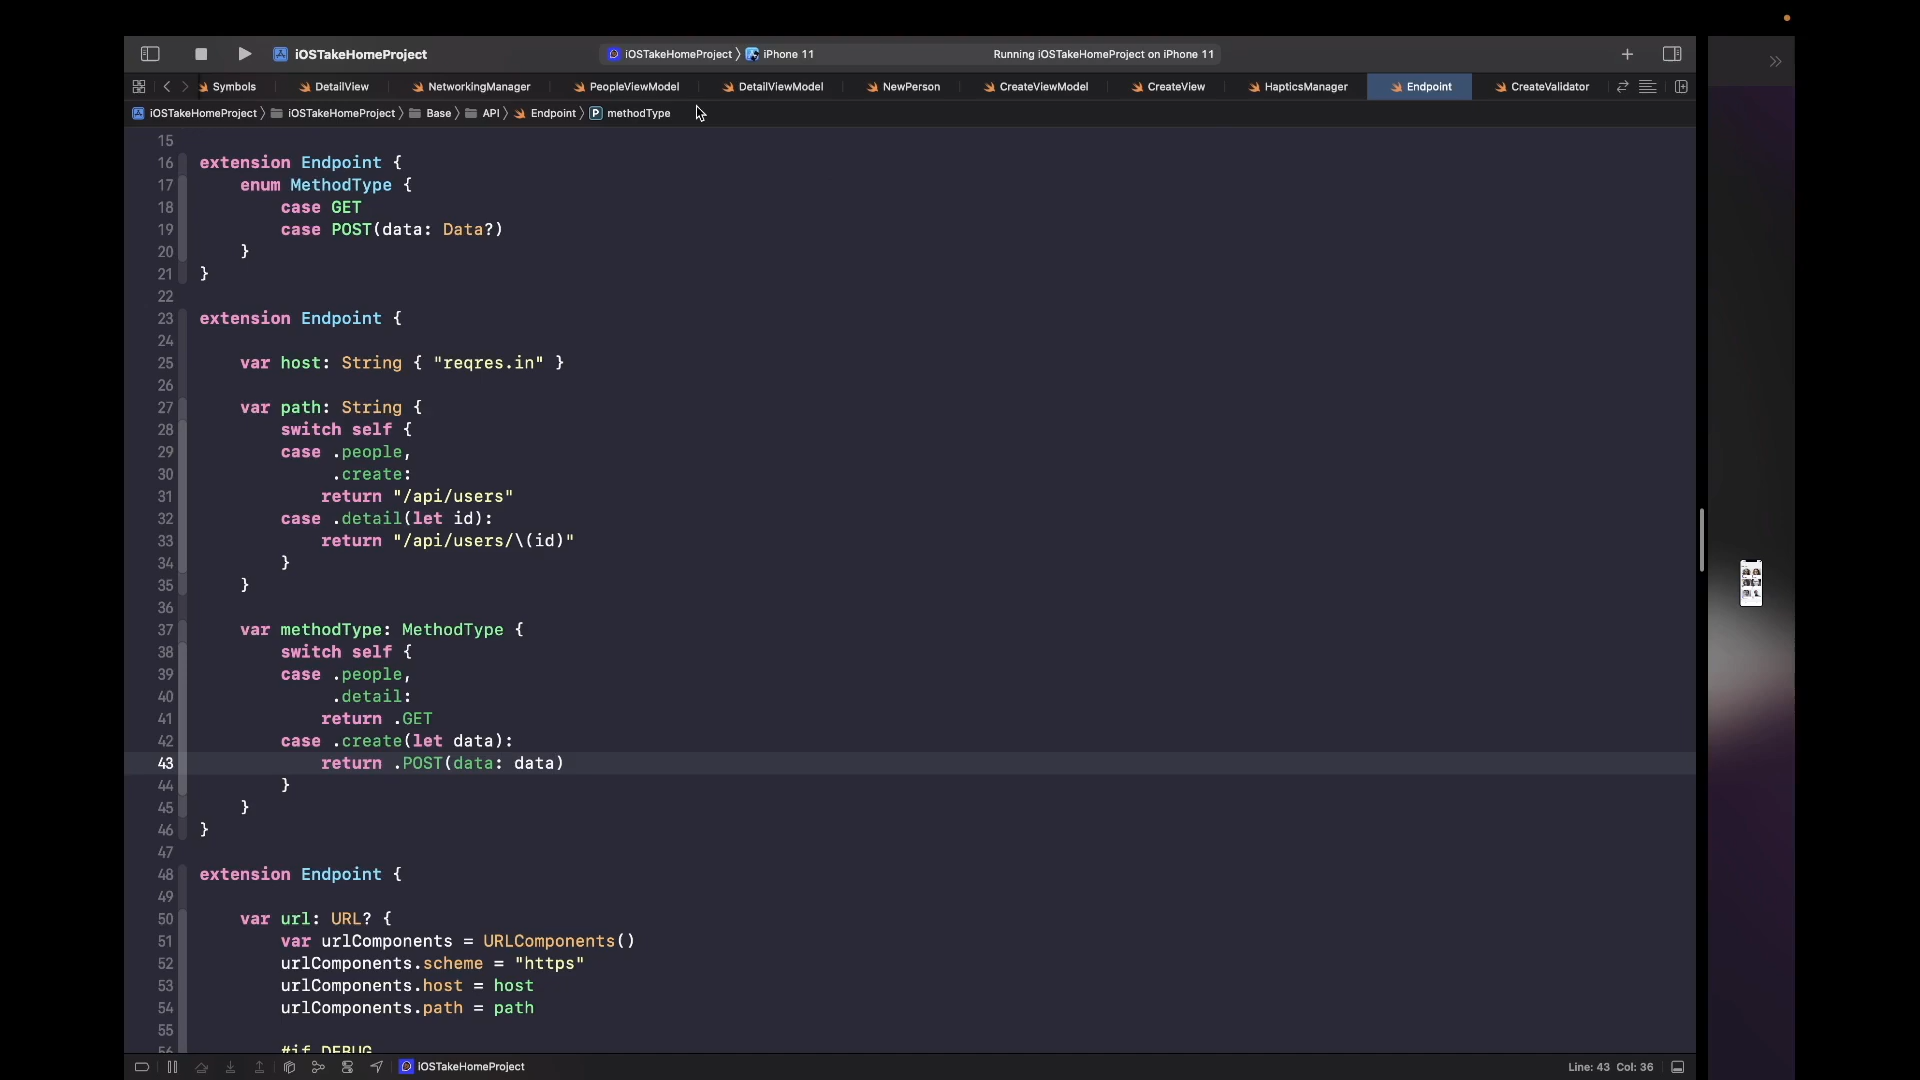 iOSTakeHomeProject
iOSTakeHomeProject 〉 iPhone 11
Running iOSTakeHomeProject on iPhone 11
Symbols DetailView NetworkingManager PeopleViewModel DetailViewModel NewPerson CreateViewModel CreateView HapticsManager Endpoint CreateValidator
iOSTakeHomeProject 〉 iOSTakeHomeProject 〉 Base 〉 API 〉 Endpoint 〉 P methodType
15
16 extension Endpoint {
17     enum MethodType {
18         case GET
19         case POST(data: Data?)
20     }
21 }
22
23 extension Endpoint {
24
25     var host: String { "reqres.in" }
26
27     var path: String {
28         switch self {
29         case .people,
30              .create:
31             return "/api/users"
32         case .detail(let id):
33             return "/api/users/\(id)"
34         }
35     }
36
37     var methodType: MethodType {
38         switch self {
39         case .people,
40              .detail:
41             return .GET
42         case .create(let data):
43             return .POST(data: data)
44         }
45     }
46 }
47
48 extension Endpoint {
49
50     var url: URL? {
51         var urlComponents = URLComponents()
52         urlComponents.scheme = "https"
53         urlComponents.host = host
54         urlComponents.path = path
55
56         #if DEBUG
iOSTakeHomeProject
Line: 43 Col: 36